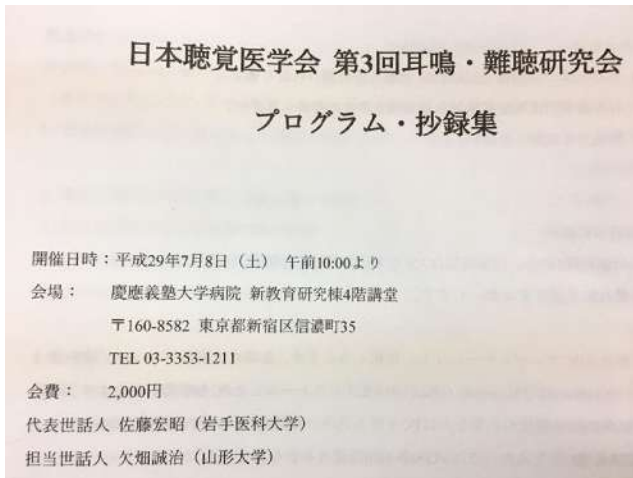 日本聴覚医学会 第3回耳鳴・難聴研究会
プログラム・抄録集
開催日時：平成29年7月8日（土） 午前10:00より
会場： 慶應義塾大学病院 新教育研究棟4階講堂
〒160-8582 東京都新宿区信濃町35
TEL 03-3353-1211
会費： 2,000円
代表世話人 佐藤宏昭（岩手医科大学）
担当世話人 欠畑誠治（山形大学）